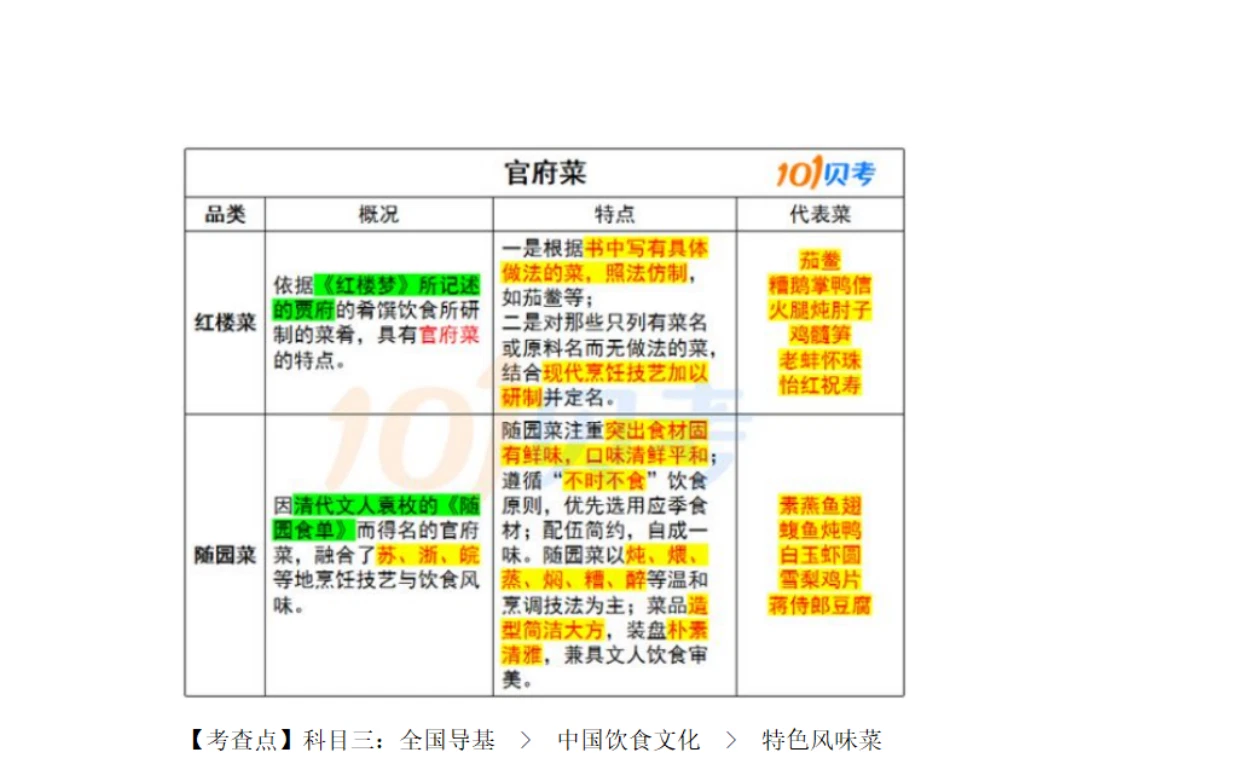 官府菜
101贝考
品类
概况
特点
代表菜
红楼菜
依据《红楼梦》所记述
的贾府的肴馔饮食所研
制的菜肴，具有官府菜
的特点。
一是根据书中写有具体
做法的菜，照法仿制，
如茄鲞等；
二是对那些只列有菜名
或原料名而无做法的菜，
结合现代烹饪技艺加以
研制并定名。
茄鲞
糟鹅掌鸭信
火腿炖肘子
鸡髓笋
老蚌怀珠
怡红祝寿
随园菜
因清代文人袁枚的《随
园食单》而得名的官府
菜，融合了苏、浙、皖
等地烹饪技艺与饮食风
味。
随园菜注重突出食材固
有鲜味，口味清鲜平和；
遵循“不时不食”饮食
原则，优先选用应季食
材；配伍简约，自成一
味。随园菜以炖、煨、
蒸、焖、糟、醉等温和
烹调技法为主；菜品造
型简洁大方，装盘朴素
清雅，兼具文人饮食审
美。
素燕鱼翅
鳆鱼炖鸭
白玉虾圆
雪梨鸡片
蒋侍郎豆腐
101贝考
【考查点】科目三：全国导基 > 中国饮食文化 > 特色风味菜